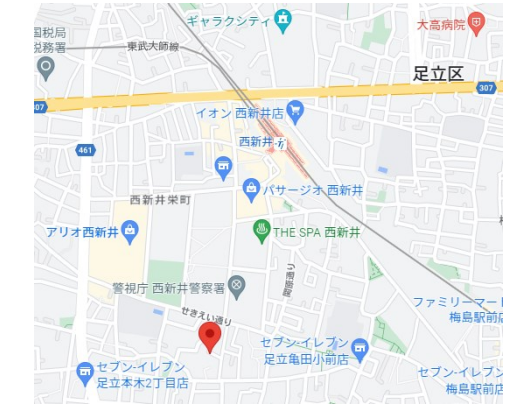 ギャラクシティ
大高病院
国税局
税務署
東武大師線
足立区
307
イオン 西新井店
07
461
西新井
パサージオ 西新井
西新井栄町
アリオ西新井
THE SPA 西新井
警視庁 西新井警察署
せきえい通り
ファミリーマート
梅島駅前店
セブン-イレブン
足立亀田小前店
セブン-イレブン
足立本木2丁目店
セブン-イレブン
梅島駅前店